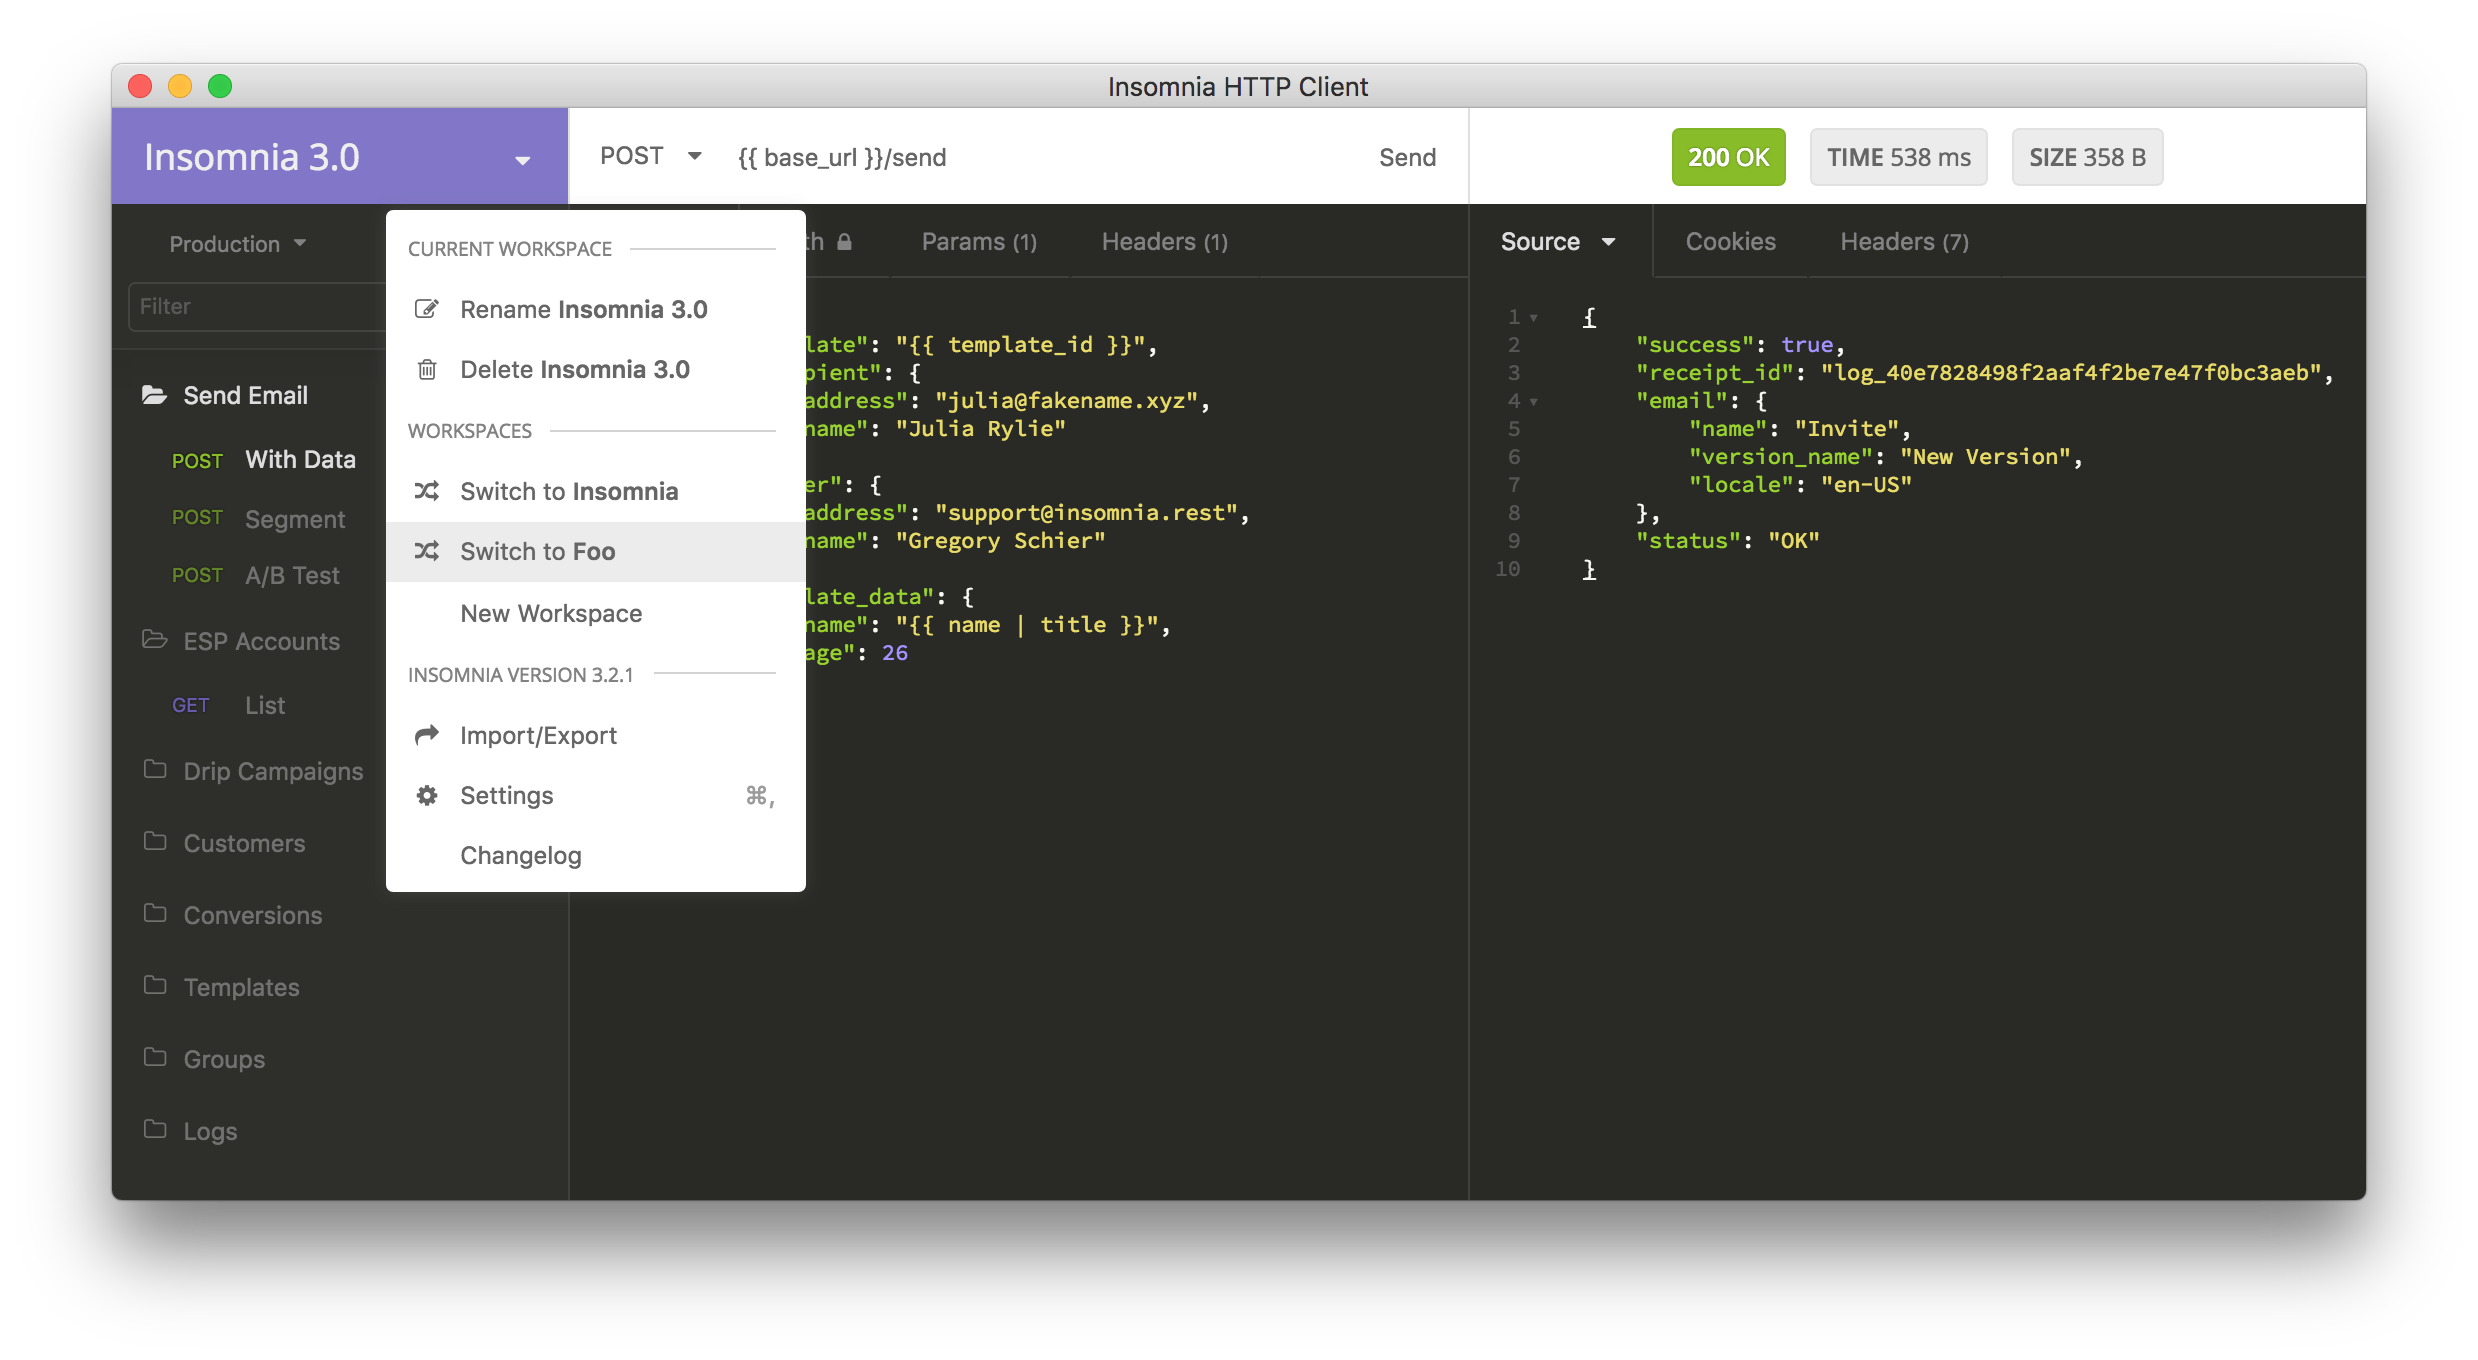 Insomnia HTTP Client
Insomnia 3.0
POST {{ base_url }}/send Send
200 OK TIME 538 ms SIZE 358 B
Production
Filter
Send Email
POST With Data
POST Segment
POST A/B Test
ESP Accounts
GET List
Drip Campaigns
Customers
Conversions
Templates
Groups
Logs
CURRENT WORKSPACE
Rename Insomnia 3.0
Delete Insomnia 3.0
WORKSPACES
Switch to Insomnia
Switch to Foo
New Workspace
INSOMNIA VERSION 3.2.1
Import/Export
Settings ⌘,
Changelog
th Params (1) Headers (1)
late": "{{ template_id }}",
pient": {
address": "julia@fakename.xyz",
name": "Julia Rylie"
er": {
address": "support@insomnia.rest",
name": "Gregory Schier"
late_data": {
name": "{{ name | title }}",
age": 26
Source Cookies Headers (7)
1 {
2 "success": true,
3 "receipt_id": "log_40e7828498f2aaf4f2be7e47f0bc3aeb",
4 "email": {
5 "name": "Invite",
6 "version_name": "New Version",
7 "locale": "en-US"
8 },
9 "status": "OK"
10 }